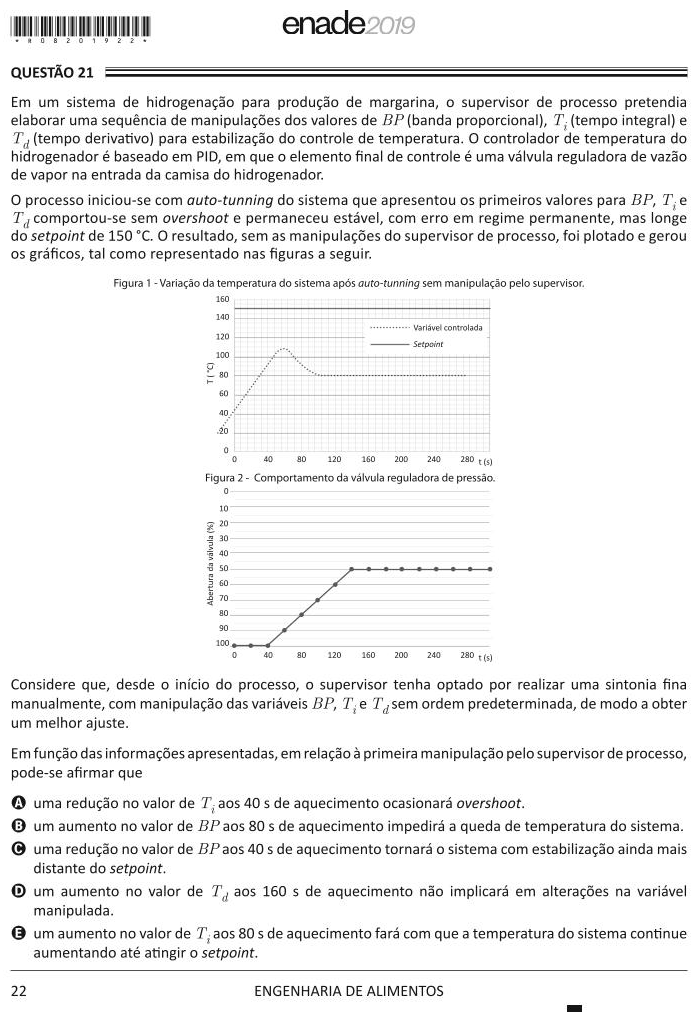 * R 0 8 2 0 1 9 2 2 *
enade2019
QUESTÃO 21
Em um sistema de hidrogenação para produção de margarina, o supervisor de processo pretendia
elaborar uma sequência de manipulações dos valores de BP (banda proporcional), Ti (tempo integral) e
Td (tempo derivativo) para estabilização do controle de temperatura. O controlador de temperatura do
hidrogenador é baseado em PID, em que o elemento final de controle é uma válvula reguladora de vazão
de vapor na entrada da camisa do hidrogenador.
O processo iniciou-se com auto-tunning do sistema que apresentou os primeiros valores para BP, Ti e
Td comportou-se sem overshoot e permaneceu estável, com erro em regime permanente, mas longe
do setpoint de 150 °C. O resultado, sem as manipulações do supervisor de processo, foi plotado e gerou
os gráficos, tal como representado nas figuras a seguir.
Figura 1 - Variação da temperatura do sistema após auto-tunning sem manipulação pelo supervisor.
160
140
120
100
80
60
40
20
0
T ( °C)
Variável controlada
Setpoint
0 40 80 120 160 200 240 280 t (s)
Figura 2 - Comportamento da válvula reguladora de pressão.
0
10
20
30
40
50
60
70
80
90
100
Abertura da válvula (%)
0 40 80 120 160 200 240 280 t (s)
Considere que, desde o início do processo, o supervisor tenha optado por realizar uma sintonia fina
manualmente, com manipulação das variáveis BP, Ti e Td sem ordem predeterminada, de modo a obter
um melhor ajuste.
Em função das informações apresentadas, em relação à primeira manipulação pelo supervisor de processo,
pode-se afirmar que
A uma redução no valor de Ti aos 40 s de aquecimento ocasionará overshoot.
B um aumento no valor de BP aos 80 s de aquecimento impedirá a queda de temperatura do sistema.
C uma redução no valor de BP aos 40 s de aquecimento tornará o sistema com estabilização ainda mais
distante do setpoint.
D um aumento no valor de Td aos 160 s de aquecimento não implicará em alterações na variável
manipulada.
E um aumento no valor de Ti aos 80 s de aquecimento fará com que a temperatura do sistema continue
aumentando até atingir o setpoint.
22
ENGENHARIA DE ALIMENTOS